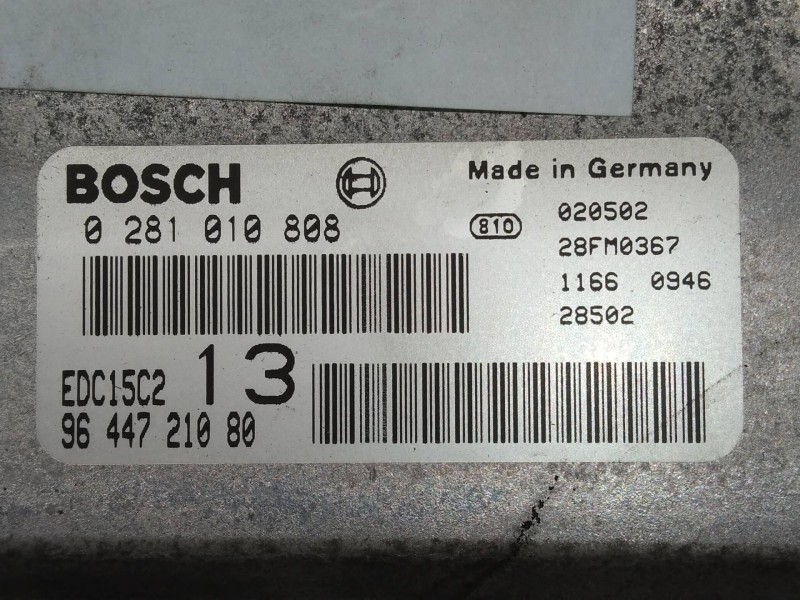 BOSCH
Made in Germany
0 281 010 808
810
020502
28FM0367
1166 0946
28502
EDC15C2 13
96 447 210 80